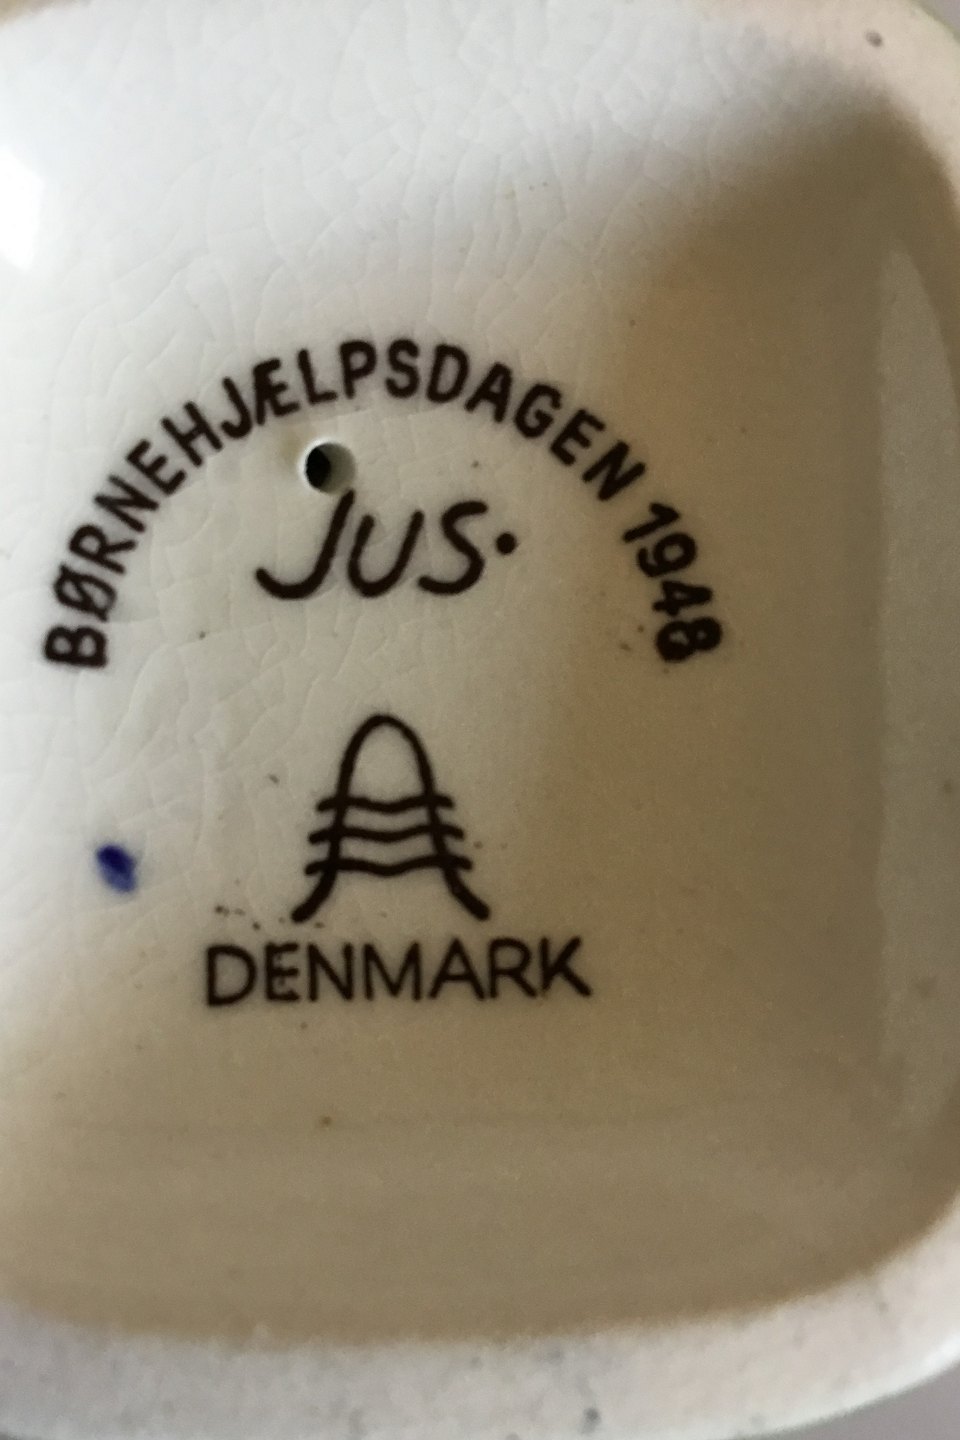 BØRNEHJÆLPSDAGEN 1948
JUS.
DENMARK